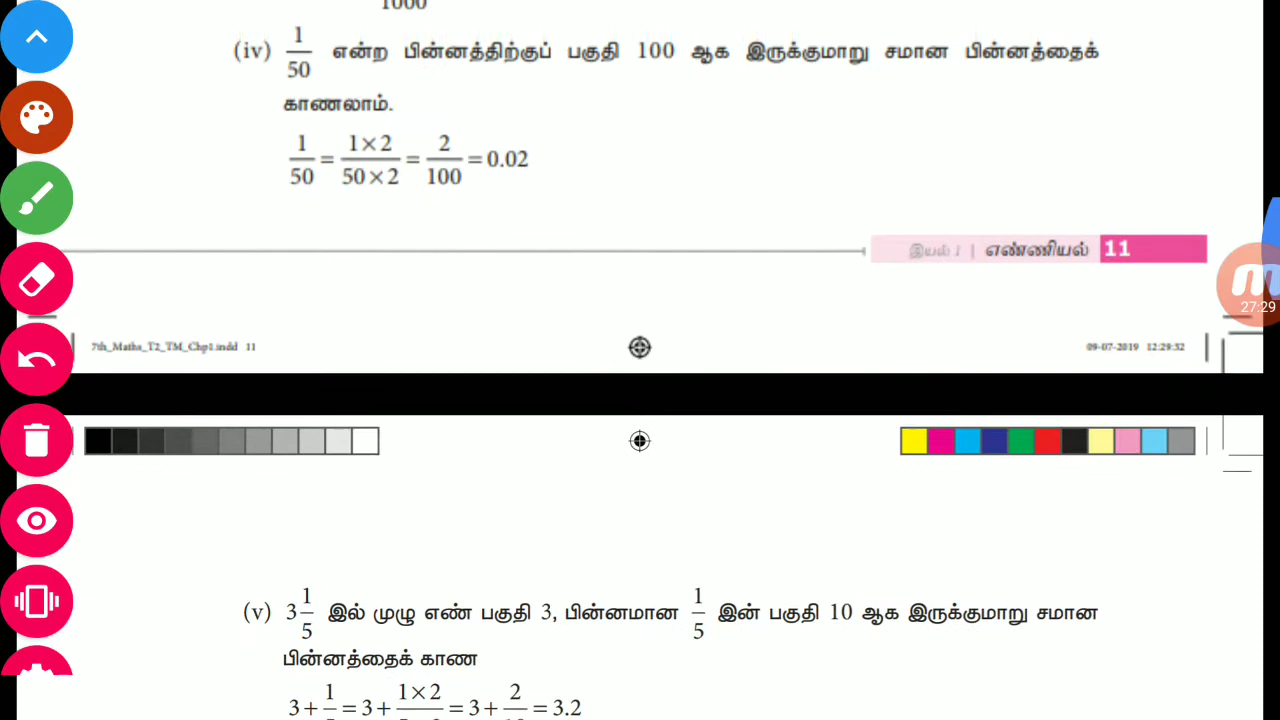 1000
(iv) 1/50 என்ற பின்னத்திற்குப் பகுதி 100 ஆக இருக்குமாறு சமான பின்னத்தைக்
காணலாம்.
1/50 = 1×2/50×2 = 2/100 = 0.02
இயல் 1 | எண்ணியல் 11
7th_Maths_T2_TM_Chp1.indd 11 09-07-2019 12:29:32
27:29
(v) 3 1/5 இல் முழு எண் பகுதி 3, பின்னமான 1/5 இன் பகுதி 10 ஆக இருக்குமாறு சமான
பின்னத்தைக் காண
3 + 1/5 = 3 + 1×2/5×2 = 3 + 2/10 = 3.2